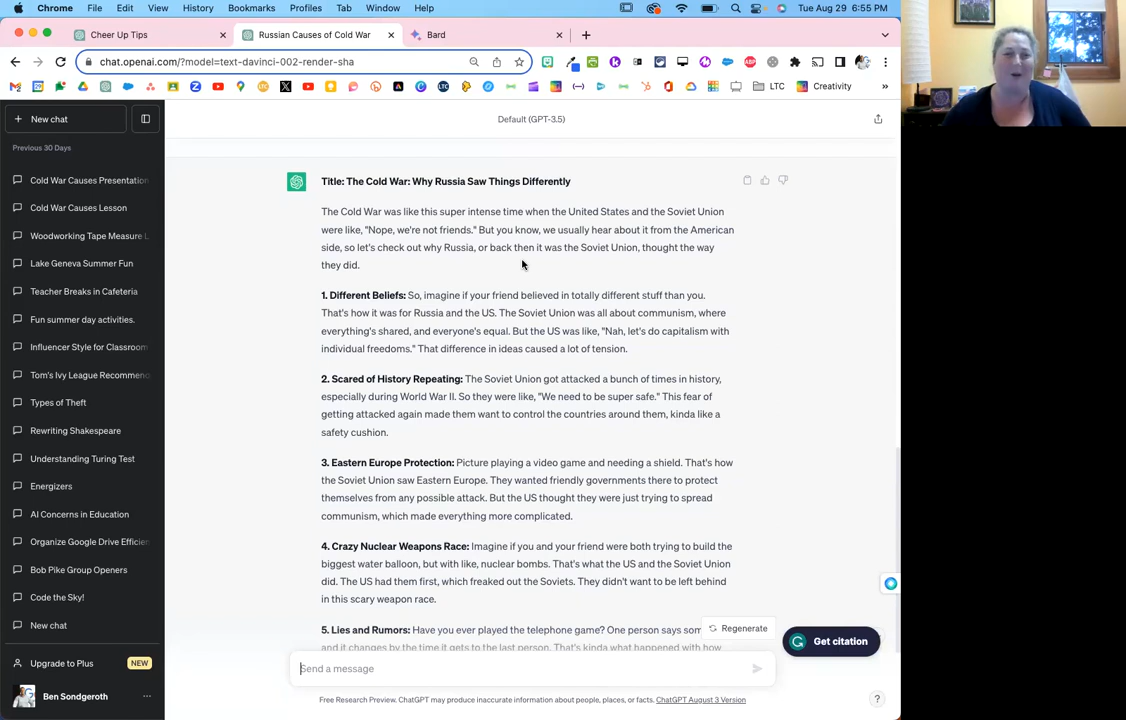 Chrome File Edit View History Bookmarks Profiles Tab Window Help Tue Aug 29 6:55 PM
Cheer Up Tips Russian Causes of Cold War Bard
chat.openai.com/?model=text-davinci-002-render-sha
LTC Creativity »
+ New chat
Default (GPT-3.5)
Previous 30 Days
Cold War Causes Presentation
Cold War Causes Lesson
Woodworking Tape Measure
Lake Geneva Summer Fun
Teacher Breaks in Cafeteria
Fun summer day activities.
Influencer Style for Classroom
Tom's Ivy League Recommen
Types of Theft
Rewriting Shakespeare
Understanding Turing Test
Energizers
AI Concerns in Education
Organize Google Drive Efficien
Bob Pike Group Openers
Code the Sky!
New chat
Upgrade to Plus NEW
Ben Sondgeroth ...
Title: The Cold War: Why Russia Saw Things Differently
The Cold War was like this super intense time when the United States and the Soviet Union
were like, "Nope, we're not friends." But you know, we usually hear about it from the American
side, so let's check out why Russia, or back then it was the Soviet Union, thought the way
they did.
1. Different Beliefs: So, imagine if your friend believed in totally different stuff than you.
That's how it was for Russia and the US. The Soviet Union was all about communism, where
everything's shared, and everyone's equal. But the US was like, "Nah, let's do capitalism with
individual freedoms." That difference in ideas caused a lot of tension.
2. Scared of History Repeating: The Soviet Union got attacked a bunch of times in history,
especially during World War II. So they were like, "We need to be super safe." This fear of
getting attacked again made them want to control the countries around them, kinda like a
safety cushion.
3. Eastern Europe Protection: Picture playing a video game and needing a shield. That's how
the Soviet Union saw Eastern Europe. They wanted friendly governments there to protect
themselves from any possible attack. But the US thought they were just trying to spread
communism, which made everything more complicated.
4. Crazy Nuclear Weapons Race: Imagine if you and your friend were both trying to build the
biggest water balloon, but with like, nuclear bombs. That's what the US and the Soviet Union
did. The US had them first, which freaked out the Soviets. They didn't want to be left behind
in this scary weapon race.
5. Lies and Rumors: Have you ever played the telephone game? One person says som
and it changes by the time it gets to the last person. That's kinda what happened with how
Regenerate
Get citation
Send a message
Free Research Preview. ChatGPT may produce inaccurate information about people, places, or facts. ChatGPT August 3 Version
?